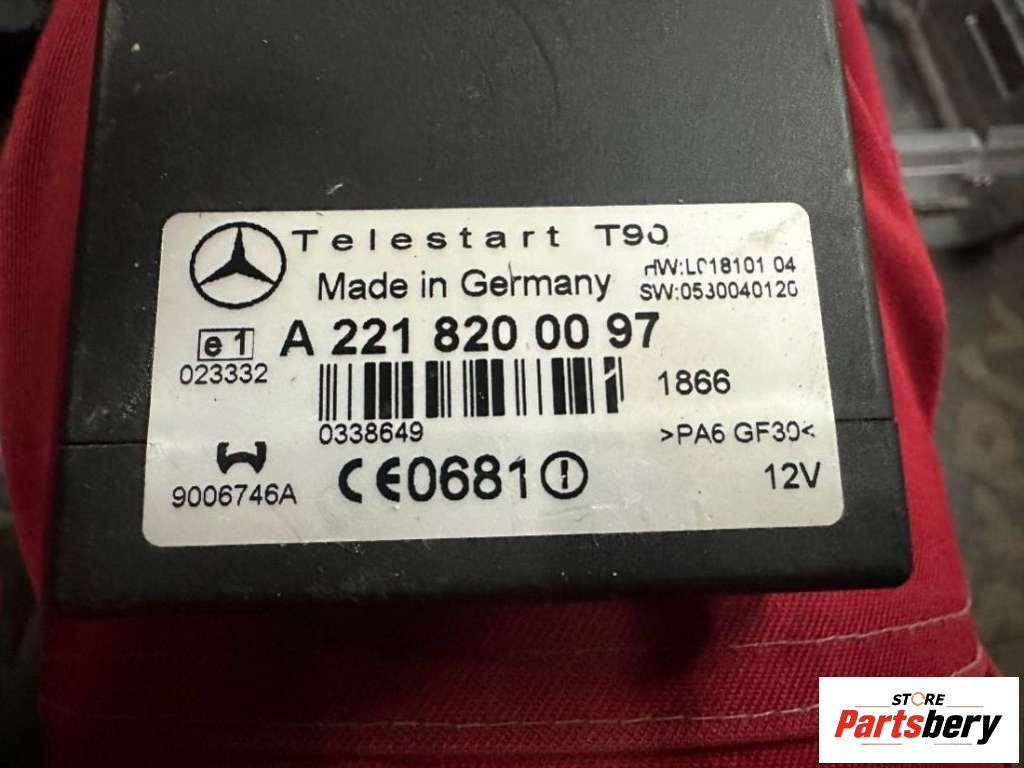 Telestart T90
HW:L018101 04
Made in Germany
SW:0530040120
e1
A 221 820 00 97
023332
1866
0338649
>PA6 GF30<
9006746A
CE0681
12V
STORE
Partsbery